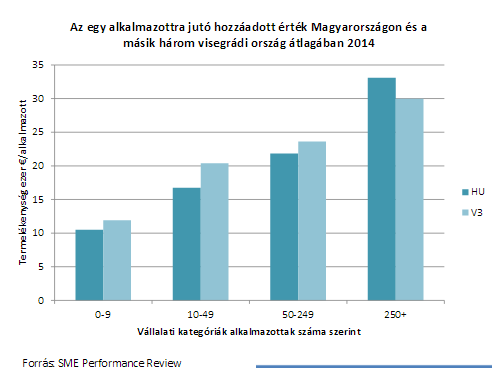 Az egy alkalmazottra jutó hozzáadott érték Magyarországon és a
másik három visegrádi ország átlagában 2014
35
30
25
20
15
10
5
0
Termelékenység ezer €/alkalmazott
0-9
10-49
50-249
250+
Vállalati kategóriák alkalmazottak száma szerint
HU
V3
Forrás: SME Performance Review